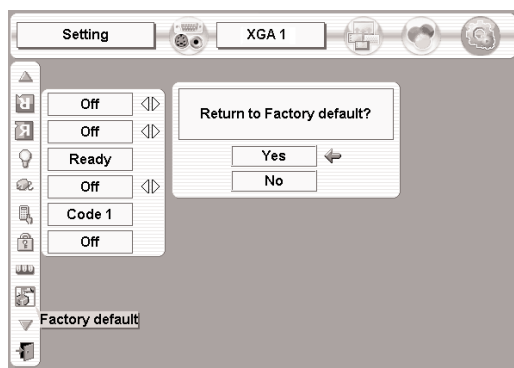 Setting
XGA 1
Off
Off
Ready
Off
Code 1
Off
Return to Factory default?
Yes
No
Factory default